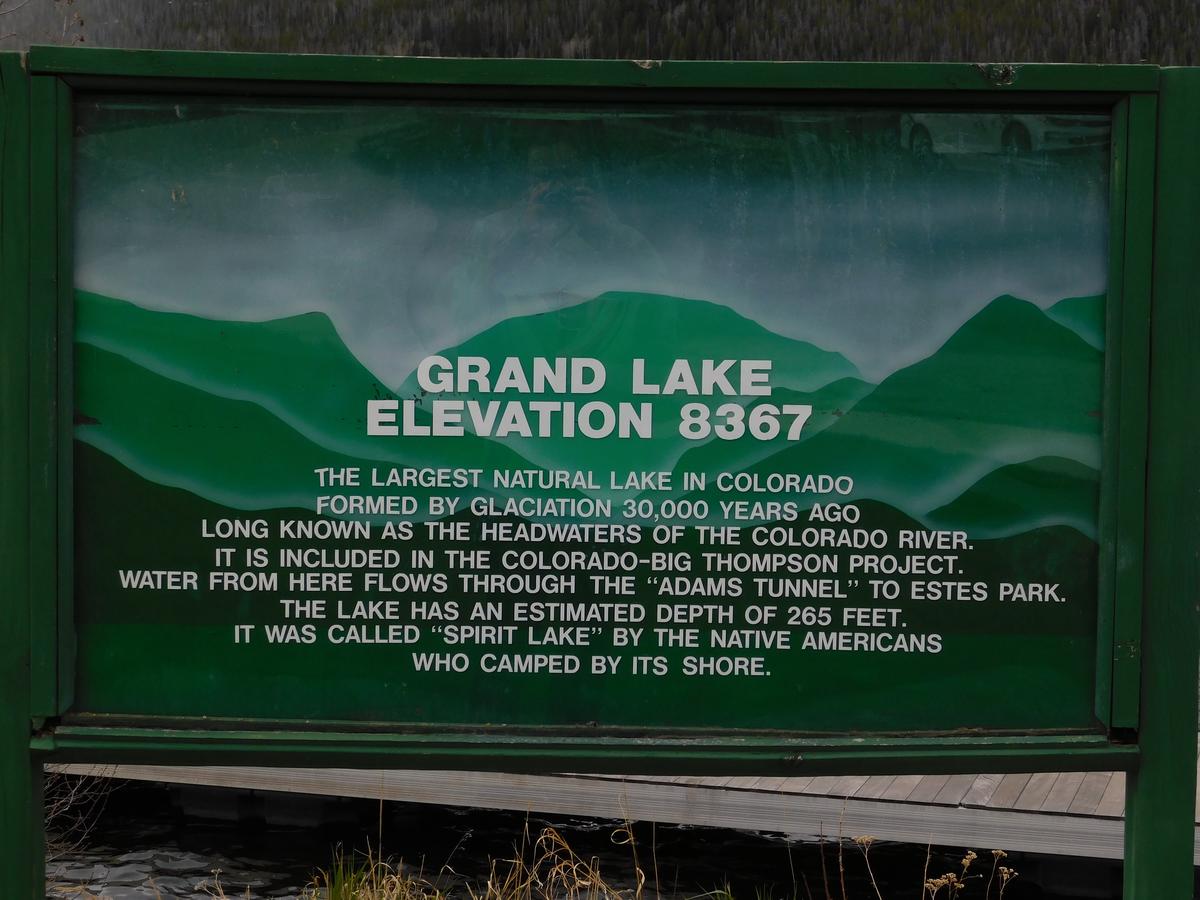 GRAND LAKE
ELEVATION 8367
THE LARGEST NATURAL LAKE IN COLORADO
FORMED BY GLACIATION 30,000 YEARS AGO
LONG KNOWN AS THE HEADWATERS OF THE COLORADO RIVER.
IT IS INCLUDED IN THE COLORADO-BIG THOMPSON PROJECT.
WATER FROM HERE FLOWS THROUGH THE “ADAMS TUNNEL” TO ESTES PARK.
THE LAKE HAS AN ESTIMATED DEPTH OF 265 FEET.
IT WAS CALLED “SPIRIT LAKE” BY THE NATIVE AMERICANS
WHO CAMPED BY ITS SHORE.